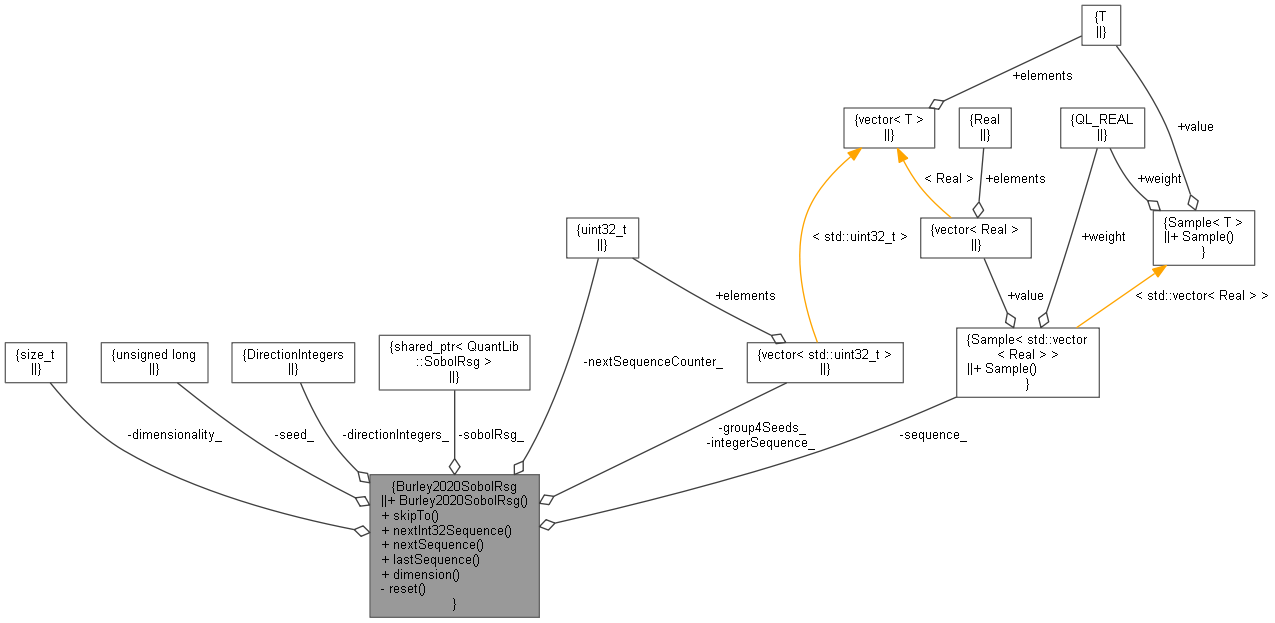 {T
||}
+elements
{vector< T >
||}
{Real
||}
{QL_REAL
||}
+value
< Real >
+elements
+weight
{uint32_t
||}
{vector< Real >
||}
{Sample< T >
||+ Sample()
}
< std::uint32_t >
+weight
+elements
+value
< std::vector< Real > >
{size_t
||}
{unsigned long
||}
{DirectionIntegers
||}
{shared_ptr< QuantLib
::SobolRsg >
||}
-nextSequenceCounter_
{vector< std::uint32_t >
||}
{Sample< std::vector
< Real > >
||+ Sample()
}
-dimensionality_
-seed_
-directionIntegers_
-sobolRsg_
-group4Seeds_
-integerSequence_
-sequence_
{Burley2020SobolRsg
||+ Burley2020SobolRsg()
+ skipTo()
+ nextInt32Sequence()
+ nextSequence()
+ lastSequence()
+ dimension()
- reset()
}